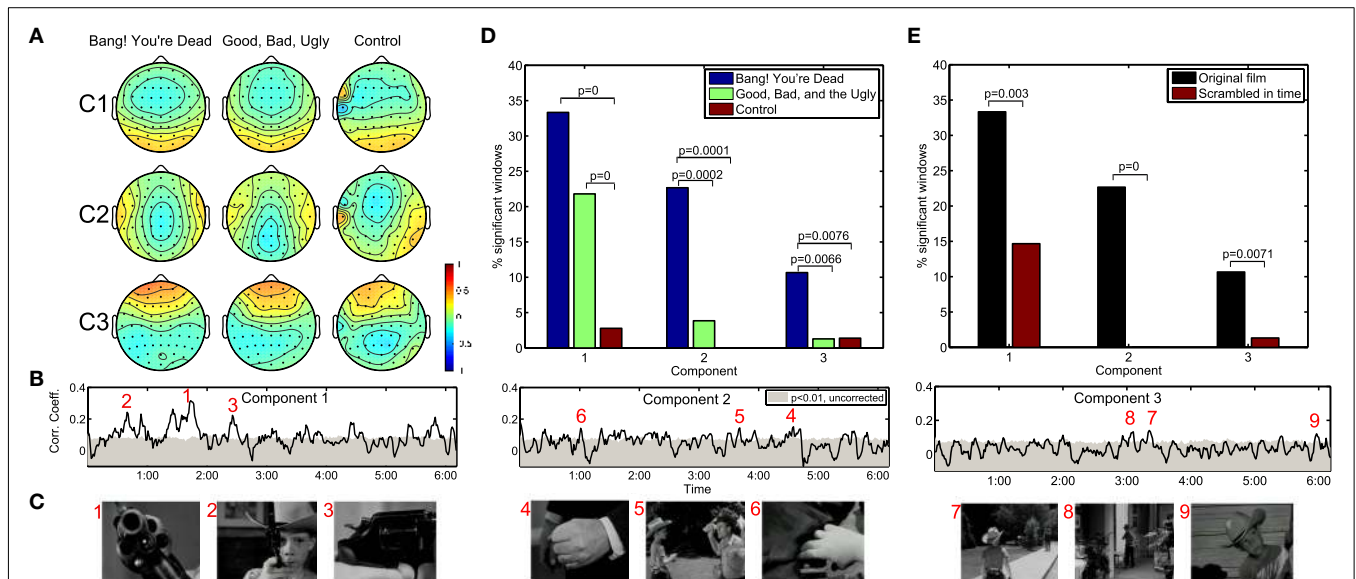 A
Bang! You're Dead
Good, Bad, Ugly
Control
C1
C2
C3
1
0.5
0
0.5
1
B
Corr. Coeff.
0.4
0.2
0
2
1
3
Component 1
1:00
2:00
3:00
4:00
5:00
6:00
0.4
0.2
0
6
5
4
Component 2
p<0.01, uncorrected
1:00
2:00
3:00
4:00
5:00
6:00
Time
0.4
0.2
0
8
7
9
Component 3
1:00
2:00
3:00
4:00
5:00
6:00
C
1
2
3
4
5
6
7
8
9
D
% significant windows
40
35
30
25
20
15
10
5
0
Bang! You're Dead
Good, Bad, and the Ugly
Control
p=0
p=0
p=0.0001
p=0.0002
p=0.0076
p=0.0066
1
2
3
Component
E
% significant windows
40
35
30
25
20
15
10
5
0
Original film
Scrambled in time
p=0.003
p=0
p=0.0071
1
2
3
Component